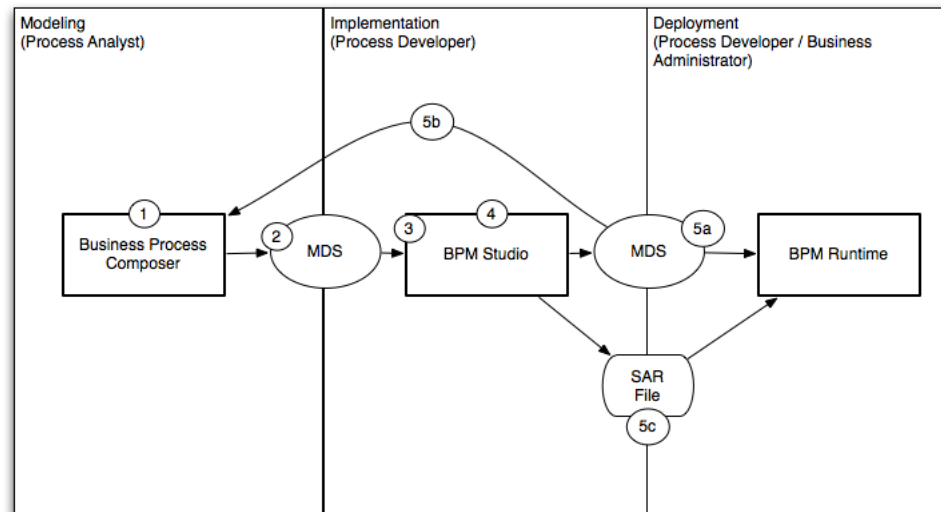 Modeling
(Process Analyst)
Implementation
(Process Developer)
Deployment
(Process Developer / Business
Administrator)
5b
1
Business Process
Composer
2
MDS
3
4
BPM Studio
MDS
5a
BPM Runtime
SAR
File
5c